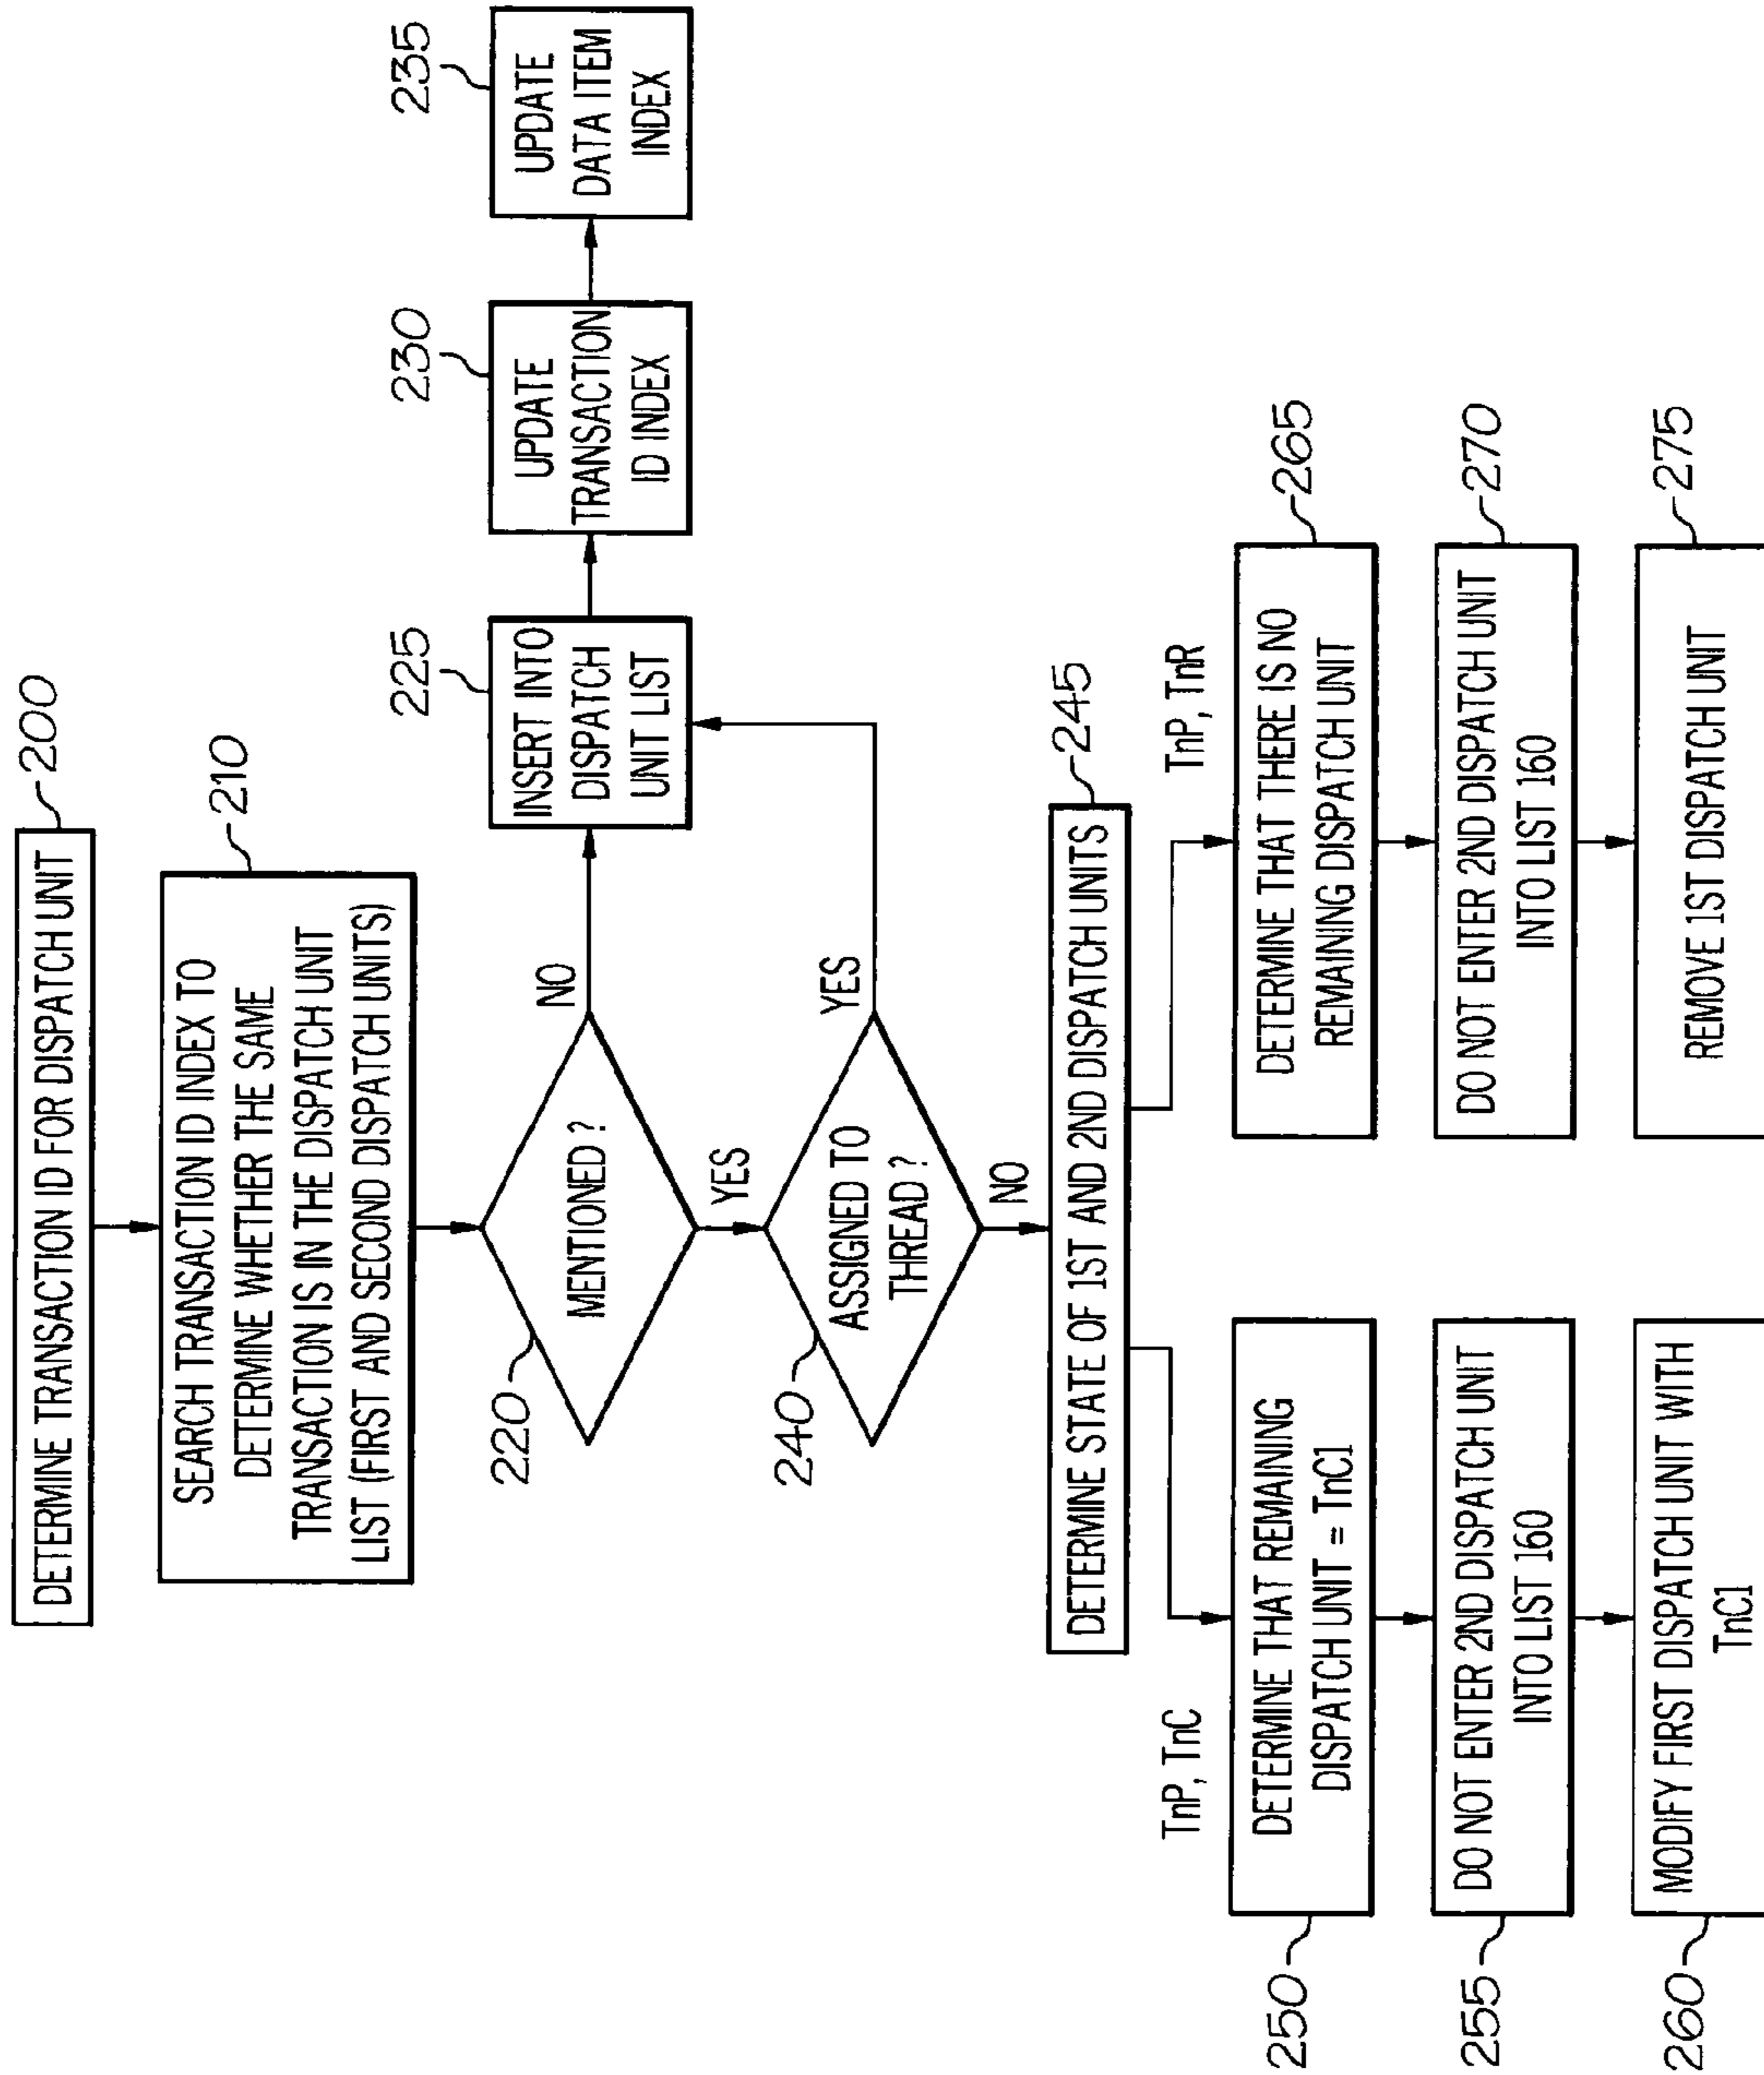 DETERMINE TRANSACTION ID FOR DISPATCH UNIT
200
SEARCH TRANSACTION ID INDEX TO
DETERMINE WHETHER THE SAME
TRANSACTION IS IN THE DISPATCH UNIT
LIST (FIRST AND SECOND DISPATCH UNITS)
210
MENTIONED ?
220
NO
YES
INSERT INTO
DISPATCH
UNIT LIST
225
UPDATE
TRANSACTION
ID INDEX
230
UPDATE
DATA ITEM
INDEX
235
ASSIGNED TO
THREAD ?
240
YES
NO
DETERMINE STATE OF 1ST AND 2ND DISPATCH UNITS
245
TnP, TnC
DETERMINE THAT REMAINING
DISPATCH UNIT = TnC1
250
DO NOT ENTER 2ND DISPATCH UNIT
INTO LIST 160
255
MODIFY FIRST DISPATCH UNIT WITH
TnC1
260
TnP, TnR
DETERMINE THAT THERE IS NO
REMAINING DISPATCH UNIT
265
DO NOT ENTER 2ND DISPATCH UNIT
INTO LIST 160
270
REMOVE 1ST DISPATCH UNIT
275